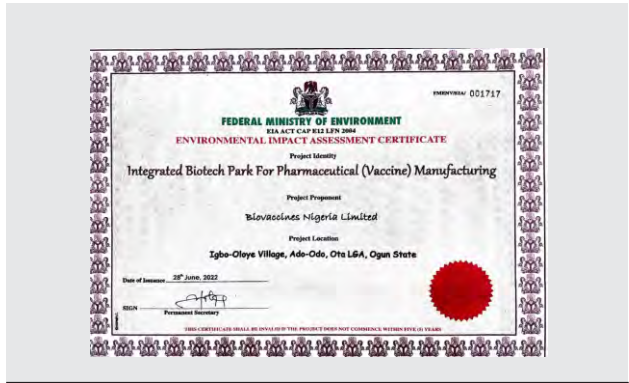 FMENV/EIA/ 001717
FEDERAL MINISTRY OF ENVIRONMENT
EIA ACT CAP E12 LFN 2004
ENVIRONMENTAL IMPACT ASSESSMENT CERTIFICATE
Project Identity
Integrated Biotech Park For Pharmaceutical (Vaccine) Manufacturing
Project Proponent
Biovaccines Nigeria Limited
Project Location
Igbo-Oloye Village, Ado-Odo, Ota LGA, Ogun State
Date of Issuance 28th June, 2022
SIGN
Permanent Secretary
THIS CERTIFICATE SHALL BE INVALID IF THE PROJECT DOES NOT COMMENCE WITHIN FIVE (5) YEARS